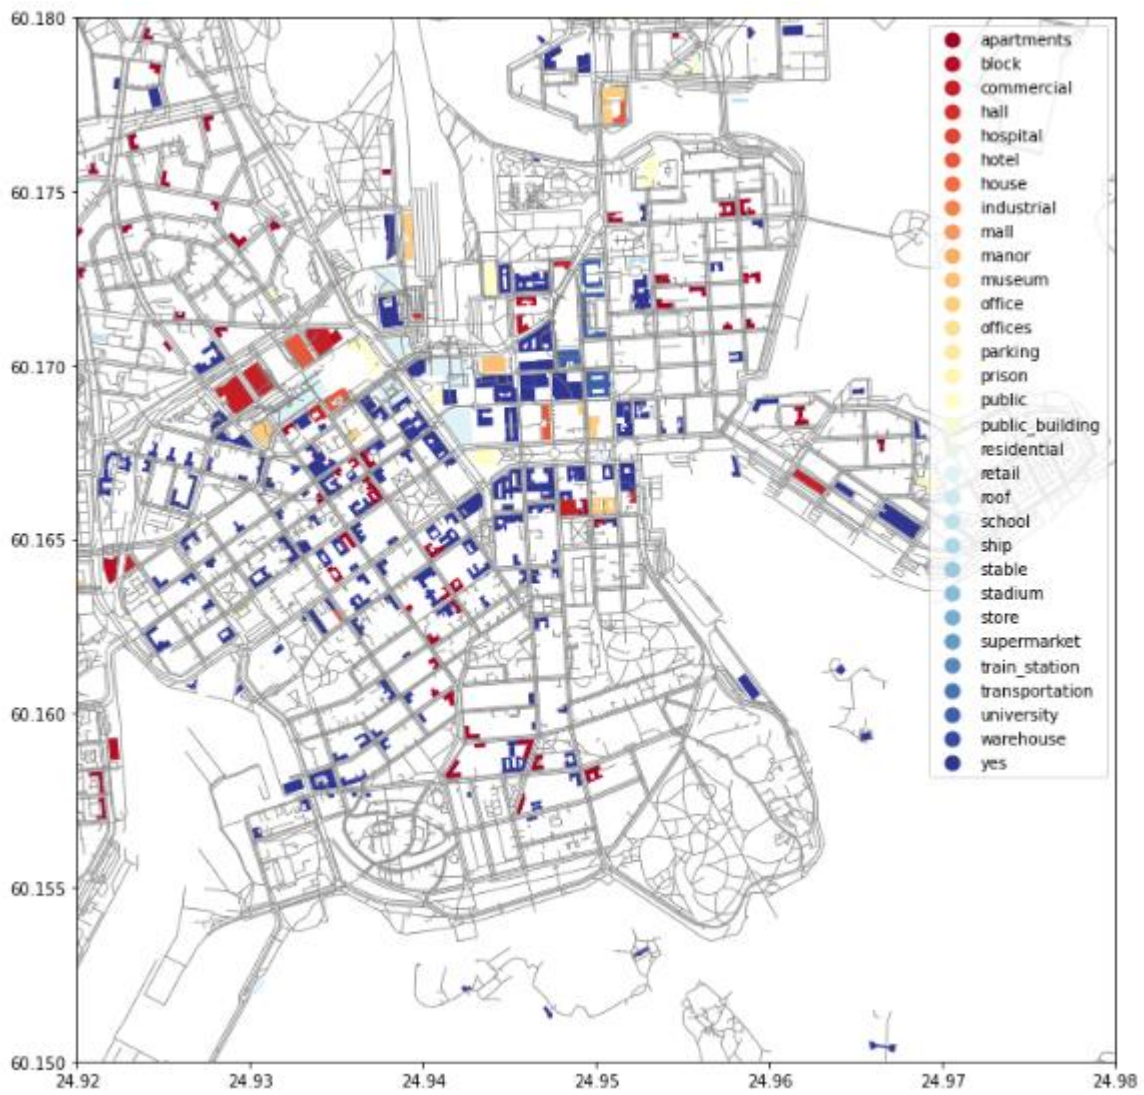 60.180
60.175
60.170
60.165
60.160
60.155
60.150
24.92
24.93
24.94
24.95
24.96
24.97
24.98
apartments
block
commercial
hall
hospital
hotel
house
industrial
mall
manor
museum
office
offices
parking
prison
public
public_building
residential
retail
roof
school
ship
stable
stadium
store
supermarket
train_station
transportation
university
warehouse
yes